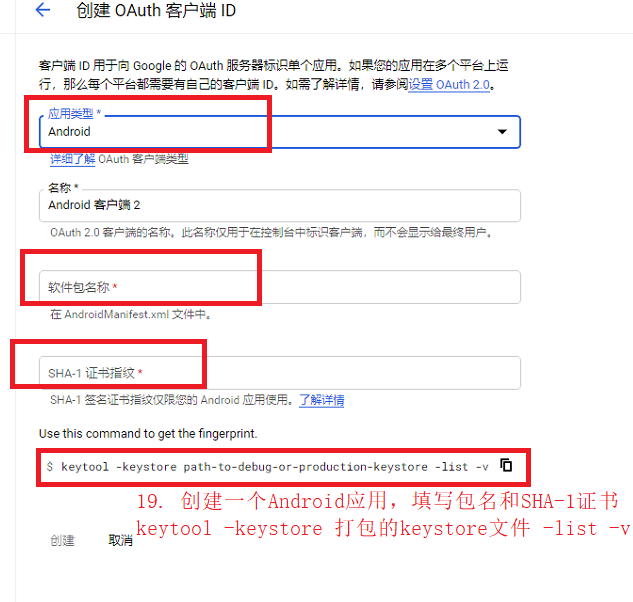 创建 OAuth 客户端 ID
客户端 ID 用于向 Google 的 OAuth 服务器标识单个应用。如果您的应用在多个平台上运
行，那么每个平台都需要有自己的客户端 ID。如需了解详情，请参阅设置 OAuth 2.0。
应用类型 *
Android
详细了解 OAuth 客户端类型
名称 *
Android 客户端 2
OAuth 2.0 客户端的名称。此名称仅用于在控制台中标识客户端，而不会显示给最终用户。
软件包名称 *
在 AndroidManifest.xml 文件中。
SHA-1 证书指纹 *
SHA-1 签名证书指纹仅限您的 Android 应用使用。了解详情
Use this command to get the fingerprint.
$ keytool -keystore path-to-debug-or-production-keystore -list -v
19. 创建一个Android应用，填写包名和SHA-1证书
keytool -keystore 打包的keystore文件 -list -v
创建 取消